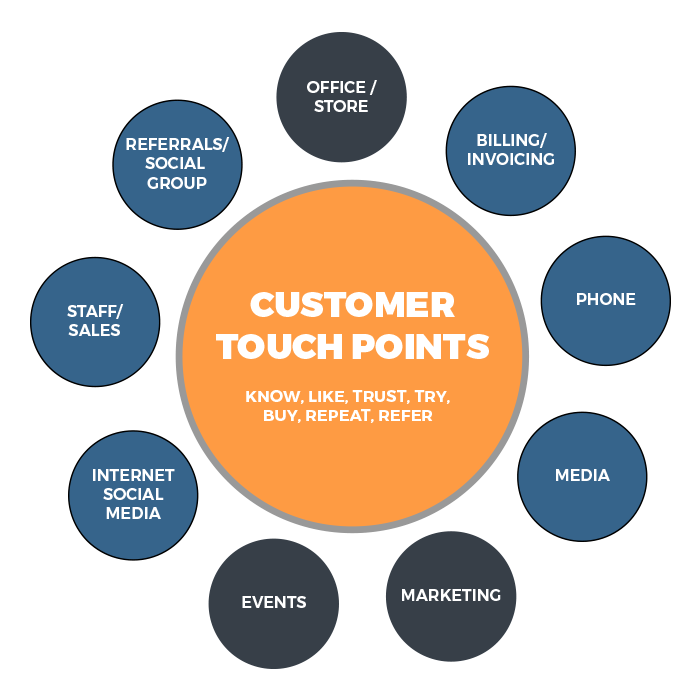 OFFICE /
STORE
BILLING/
INVOICING
PHONE
MEDIA
MARKETING
EVENTS
INTERNET
SOCIAL
MEDIA
STAFF/
SALES
REFERRALS/
SOCIAL
GROUP
CUSTOMER
TOUCH POINTS
KNOW, LIKE, TRUST, TRY,
BUY, REPEAT, REFER